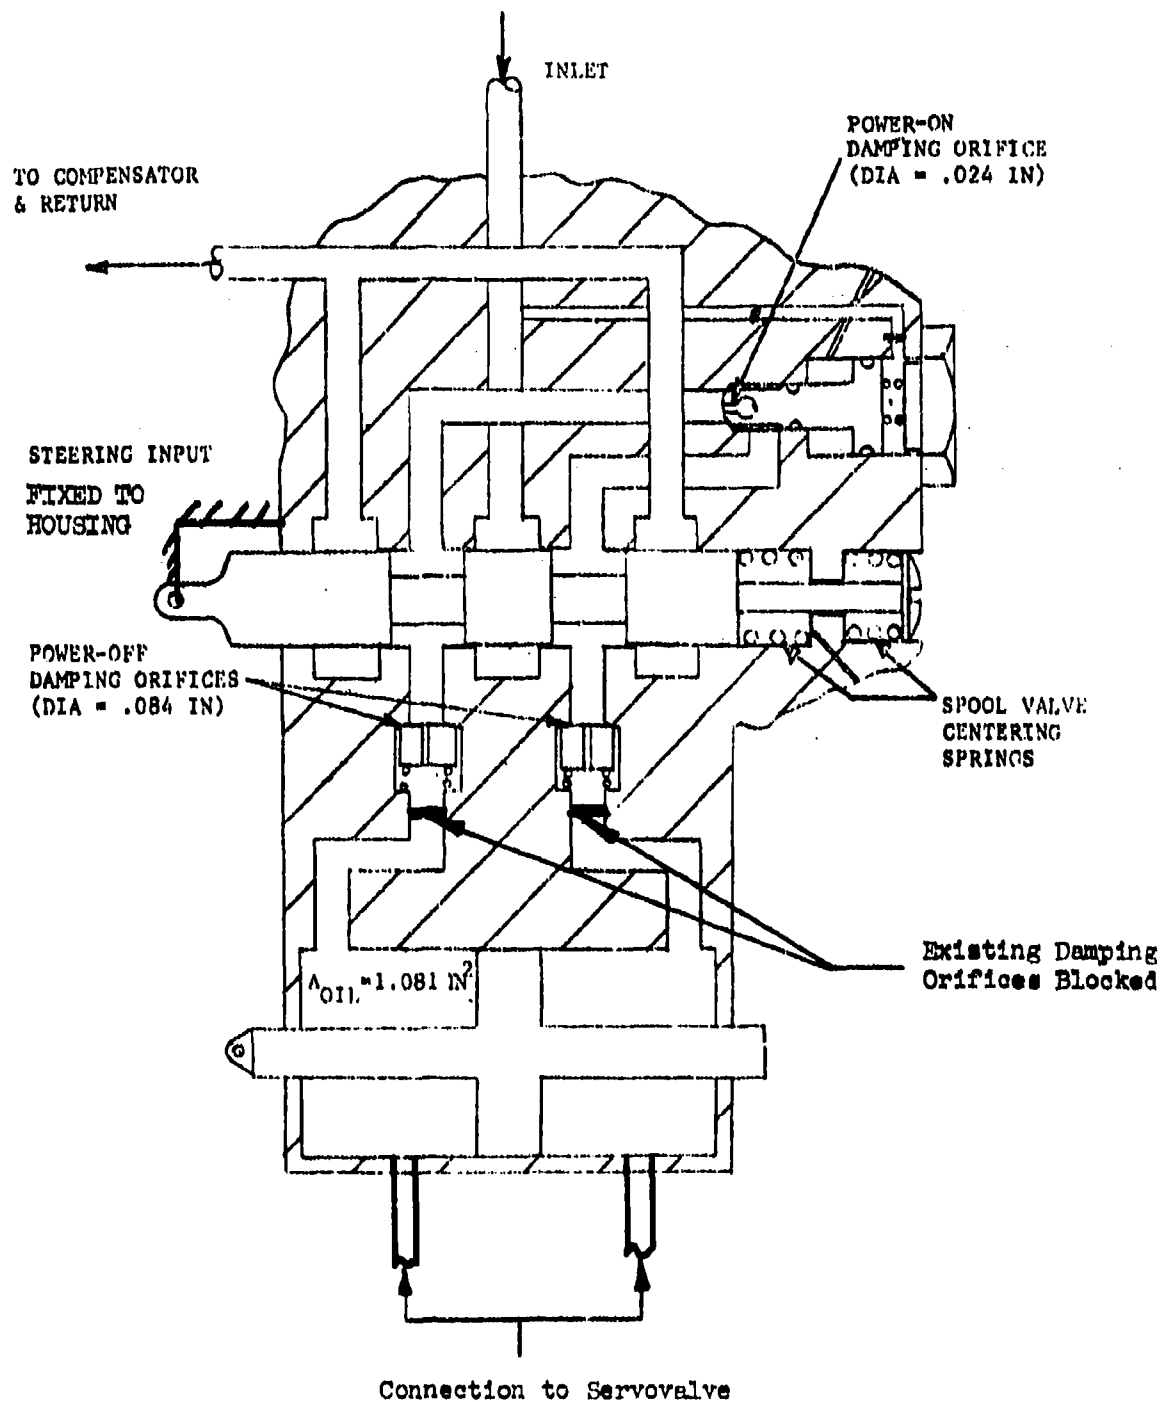 INLET
POWER-ON
DAMPING ORIFICE
(DIA = .024 IN)
TO COMPENSATOR
& RETURN
STEERING INPUT
FIXED TO
HOUSING
POWER-OFF
DAMPING ORIFICES
(DIA = .084 IN)
SPOOL VALVE
CENTERING
SPRINGS
Existing Damping
Orifices Blocked
A OIL = 1.081 IN²
Connection to Servovalve